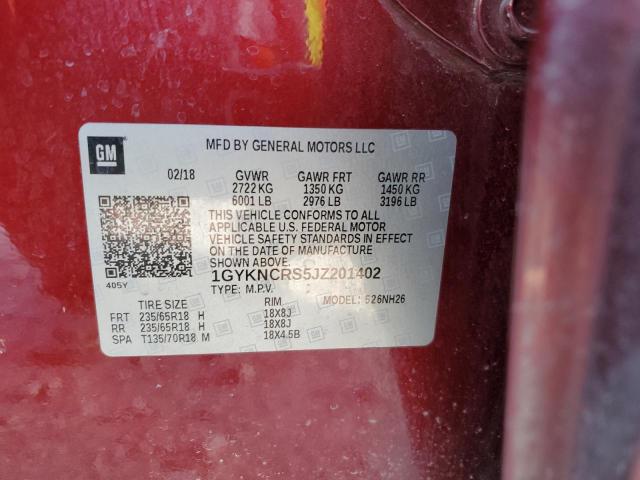 GM
MFD BY GENERAL MOTORS LLC
02/18 GVWR GAWR FRT GAWR RR
2722 KG 1350 KG 1450 KG
6001 LB 2976 LB 3196 LB
THIS VEHICLE CONFORMS TO ALL
APPLICABLE U.S. FEDERAL MOTOR
VEHICLE SAFETY STANDARDS IN EFFECT
ON THE DATE OF MANUFACTURE
SHOWN ABOVE.
405Y 1GYKNCRS5JZ201402
TYPE: M.P.V.
TIRE SIZE RIM MODEL: 626NH26
FRT 235/65R18 H 18X8J
RR 235/65R18 H 18X8J
SPA T135/70R18 M 18X4.5B